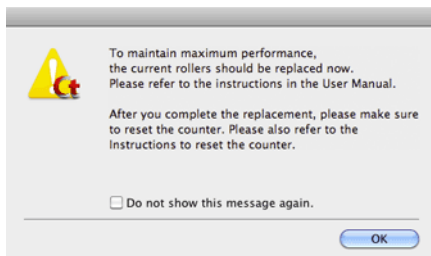 Ct
To maintain maximum performance,
the current rollers should be replaced now.
Please refer to the instructions in the User Manual.
After you complete the replacement, please make sure
to reset the counter. Please also refer to the
Instructions to reset the counter.
Do not show this message again.
OK